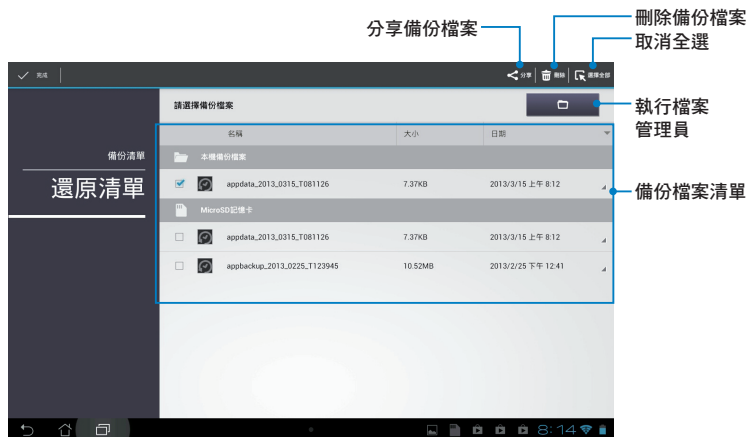 分享備份檔案
刪除備份檔案
取消全選
完成
分享
刪除
選擇全部
請選擇備份檔案
執行檔案
管理員
名稱 大小 日期
備份清單
還原清單
本機備份檔案
appdata_2013_0315_T081126 7.37KB 2013/3/15 上午 8:12
備份檔案清單
MicroSD記憶卡
appdata_2013_0315_T081126 7.37KB 2013/3/15 上午 8:12
appbackup_2013_0225_T123945 10.52MB 2013/2/25 下午 12:41
8:14